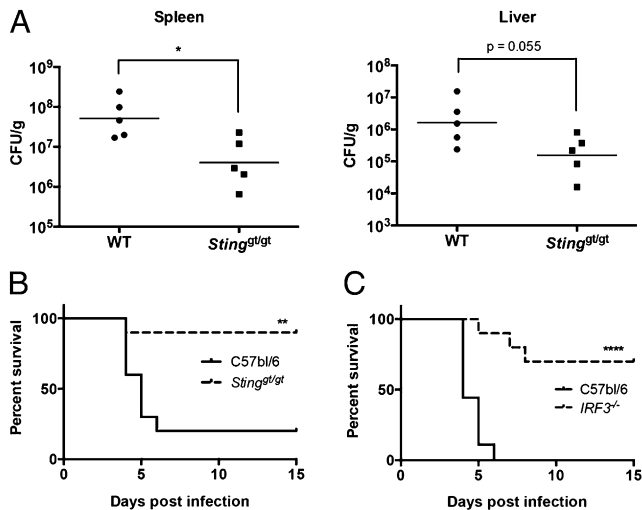 A
Spleen
*
CFU/g
10⁹
10⁸
10⁷
10⁶
10⁵
WT
Sting^gt/gt
Liver
p = 0.055
CFU/g
10⁸
10⁷
10⁶
10⁵
10⁴
10³
WT
Sting^gt/gt
B
Percent survival
100
50
0
**
C57bl/6
Sting^gt/gt
0 5 10 15
Days post infection
C
Percent survival
100
50
0
****
C57bl/6
IRF3^-/-
0 5 10 15
Days post infection